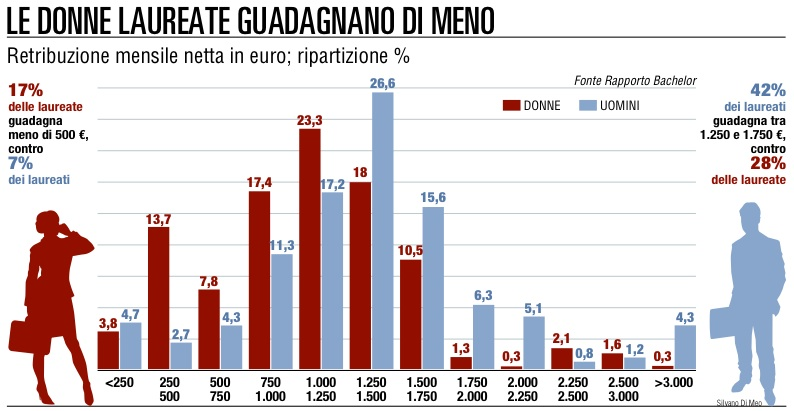 LE DONNE LAUREATE GUADAGNANO DI MENO
Retribuzione mensile netta in euro; ripartizione %
Fonte Rapporto Bachelor
DONNE UOMINI
17%
delle laureate
guadagna
meno di 500 €,
contro
7%
dei laureati
42%
dei laureati
guadagna tra
1.250 e 1.750 €,
contro
28%
delle laureate
3,8 4,7
13,7 2,7
7,8 4,3
17,4 11,3
23,3 17,2
18 26,6
10,5 15,6
1,3 6,3
0,3 5,1
2,1 0,8
1,6 1,2
0,3 4,3
<250 250 500 750 1.000 1.250 1.500 1.750 2.000 2.250 2.500 >3.000
500 750 1.000 1.250 1.500 1.750 2.000 2.250 2.500 3.000
Silvano Di Meo